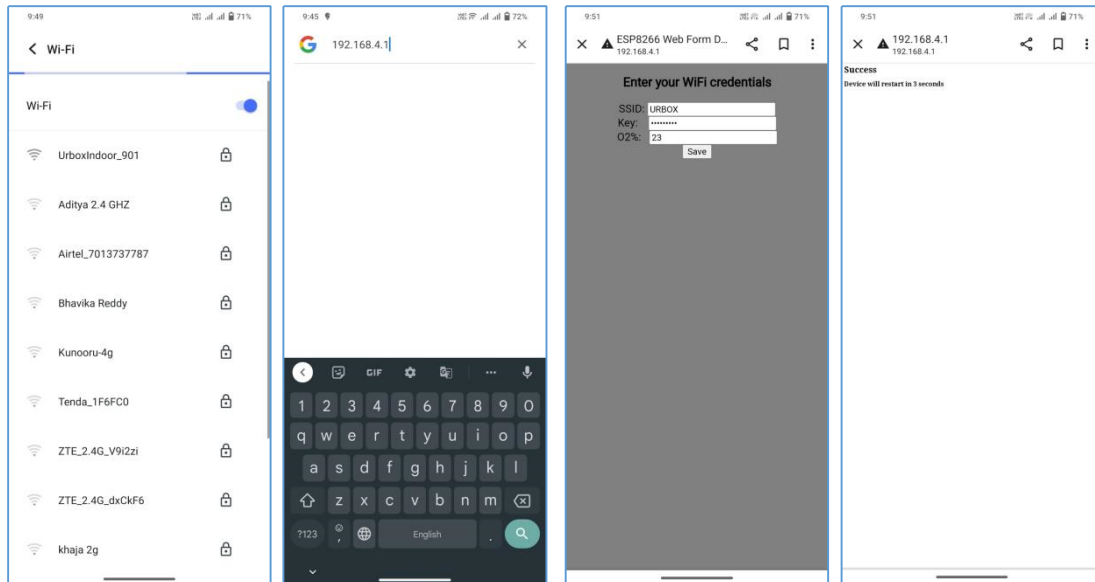 9:49
71%
Wi-Fi
Wi-Fi
UrboxIndoor_901
Aditya 2.4 GHZ
Airtel_7013737787
Bhavika Reddy
Kunooru-4g
Tenda_1F6FC0
ZTE_2.4G_V9i2zi
ZTE_2.4G_dxCkF6
khaja 2g
9:45
72%
192.168.4.1
GIF
1 2 3 4 5 6 7 8 9 0
q w e r t y u i o p
a s d f g h j k l
z x c v b n m
?123 , English .
9:51
71%
ESP8266 Web Form D...
192.168.4.1
Enter your WiFi credentials
SSID: URBOX
Key: •••••••••
O2%: 23
Save
9:51
71%
192.168.4.1
192.168.4.1
Success
Device will restart in 3 seconds